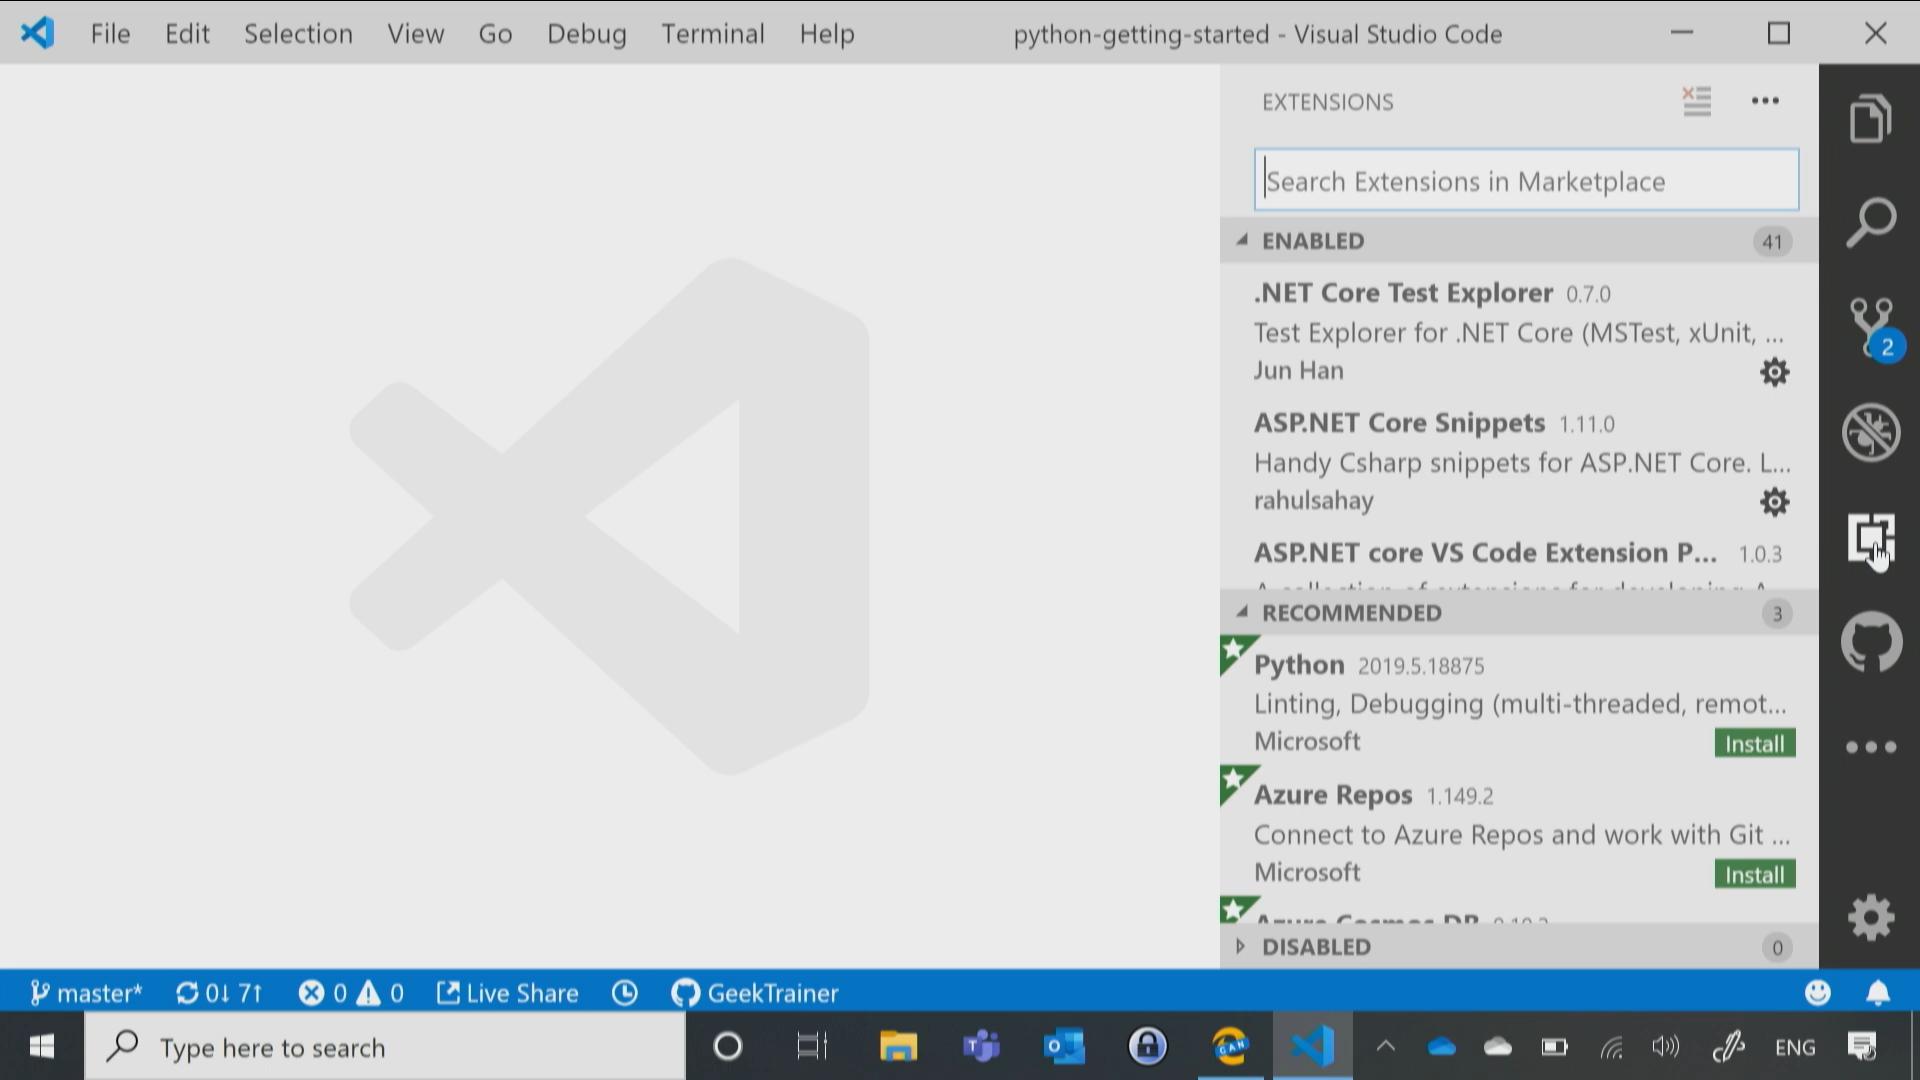 File Edit Selection View Go Debug Terminal Help python-getting-started - Visual Studio Code
EXTENSIONS
Search Extensions in Marketplace
ENABLED 41
.NET Core Test Explorer 0.7.0
Test Explorer for .NET Core (MSTest, xUnit, ...
Jun Han
ASP.NET Core Snippets 1.11.0
Handy Csharp snippets for ASP.NET Core. L...
rahulsahay
ASP.NET core VS Code Extension P... 1.0.3
RECOMMENDED 3
Python 2019.5.18875
Linting, Debugging (multi-threaded, remot...
Microsoft Install
Azure Repos 1.149.2
Connect to Azure Repos and work with Git ...
Microsoft Install
Azure Cosmos DB
DISABLED 0
2
master* 0↓ 7↑ 0 0 Live Share GeekTrainer
Type here to search
CAN
ENG